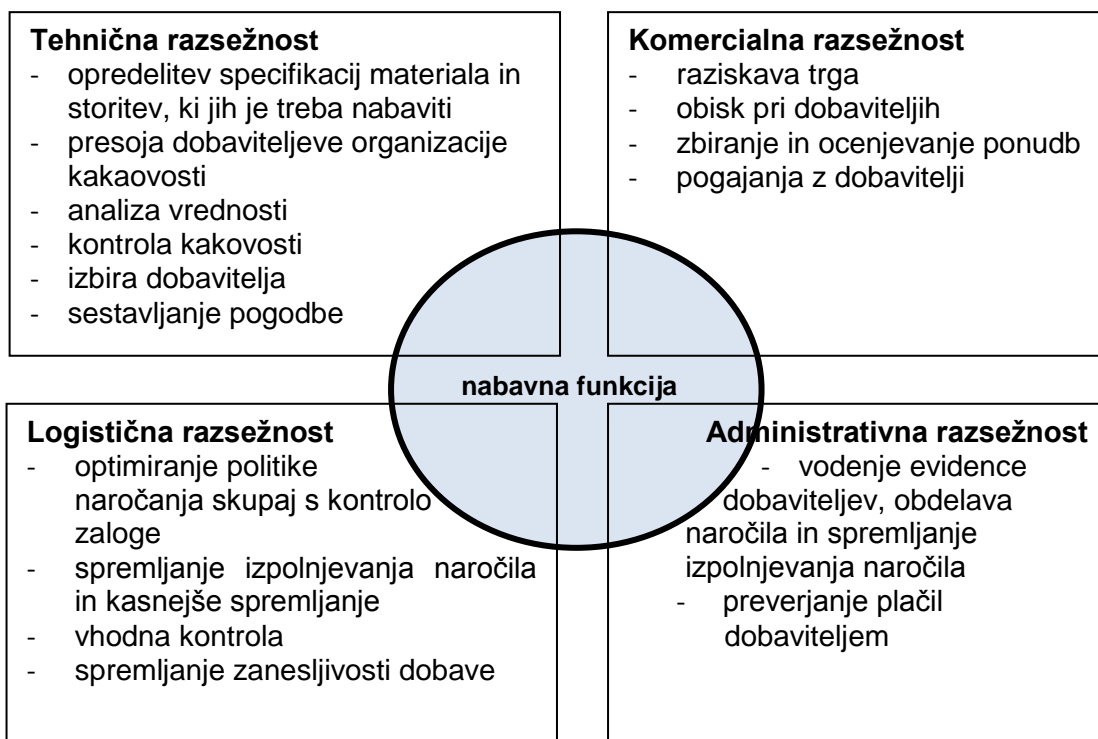 Tehnična razsežnost
- opredelitev specifikacij materiala in
storitev, ki jih je treba nabaviti
- presoja dobaviteljeve organizacije
kakaovosti
- analiza vrednosti
- kontrola kakovosti
- izbira dobavitelja
- sestavljanje pogodbe
Komercialna razsežnost
- raziskava trga
- obisk pri dobaviteljih
- zbiranje in ocenjevanje ponudb
- pogajanja z dobavitelji
nabavna funkcija
Logistična razsežnost
- optimiranje politike
naročanja skupaj s kontrolo
zaloge
- spremljanje izpolnjevanja naročila
in kasnejše spremljanje
- vhodna kontrola
- spremljanje zanesljivosti dobave
Administrativna razsežnost
- vodenje evidence
dobaviteljev, obdelava
naročila in spremljanje
izpolnjevanja naročila
- preverjanje plačil
dobaviteljem